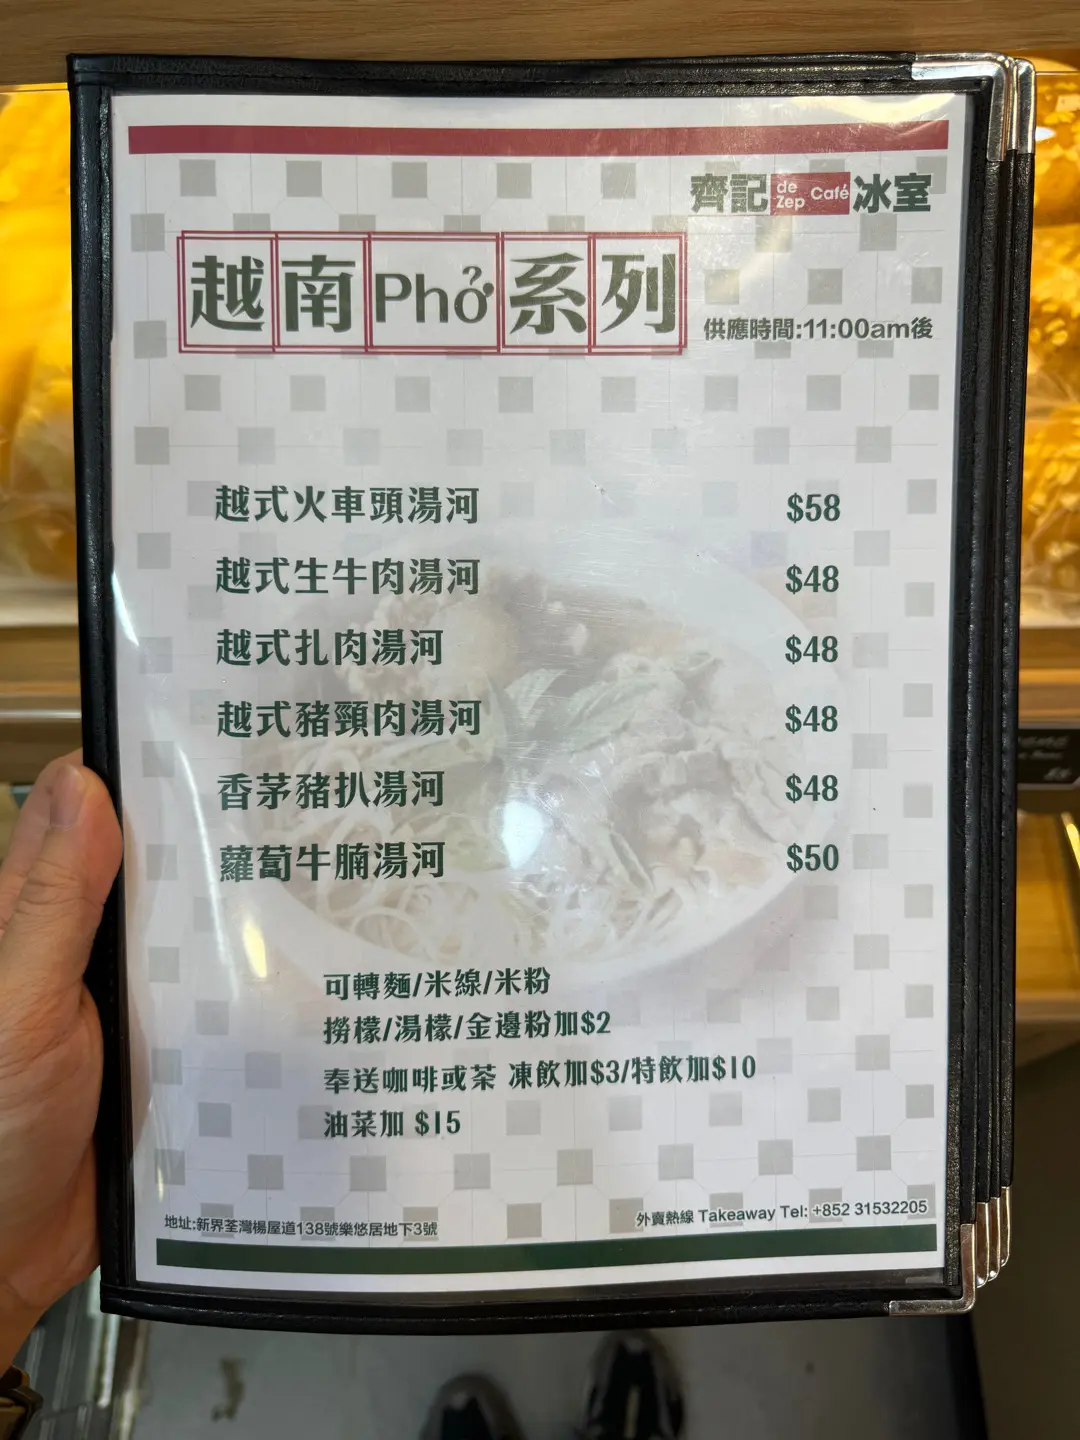 齊記 de Zep Café 冰室
越南Phở系列
供應時間:11:00am後
越式火車頭湯河 $58
越式生牛肉湯河 $48
越式扎肉湯河 $48
越式豬頸肉湯河 $48
香茅豬扒湯河 $48
蘿蔔牛腩湯河 $50
可轉麵/米線/米粉
撈檬/湯檬/金邊粉加$2
奉送咖啡或茶 凍飲加$3/特飲加$10
油菜加 $15
地址:新界荃灣楊屋道138號樂悠居地下3號
外賣熱線 Takeaway Tel: +852 31532205